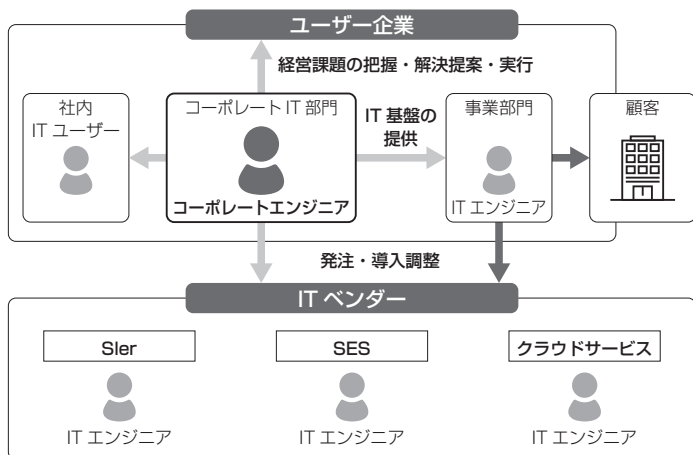 ユーザー企業
経営課題の把握・解決提案・実行
社内
IT ユーザー
コーポレート IT 部門
コーポレートエンジニア
IT 基盤の
提供
事業部門
IT エンジニア
顧客
発注・導入調整
IT ベンダー
SIer
SES
クラウドサービス
IT エンジニア
IT エンジニア
IT エンジニア